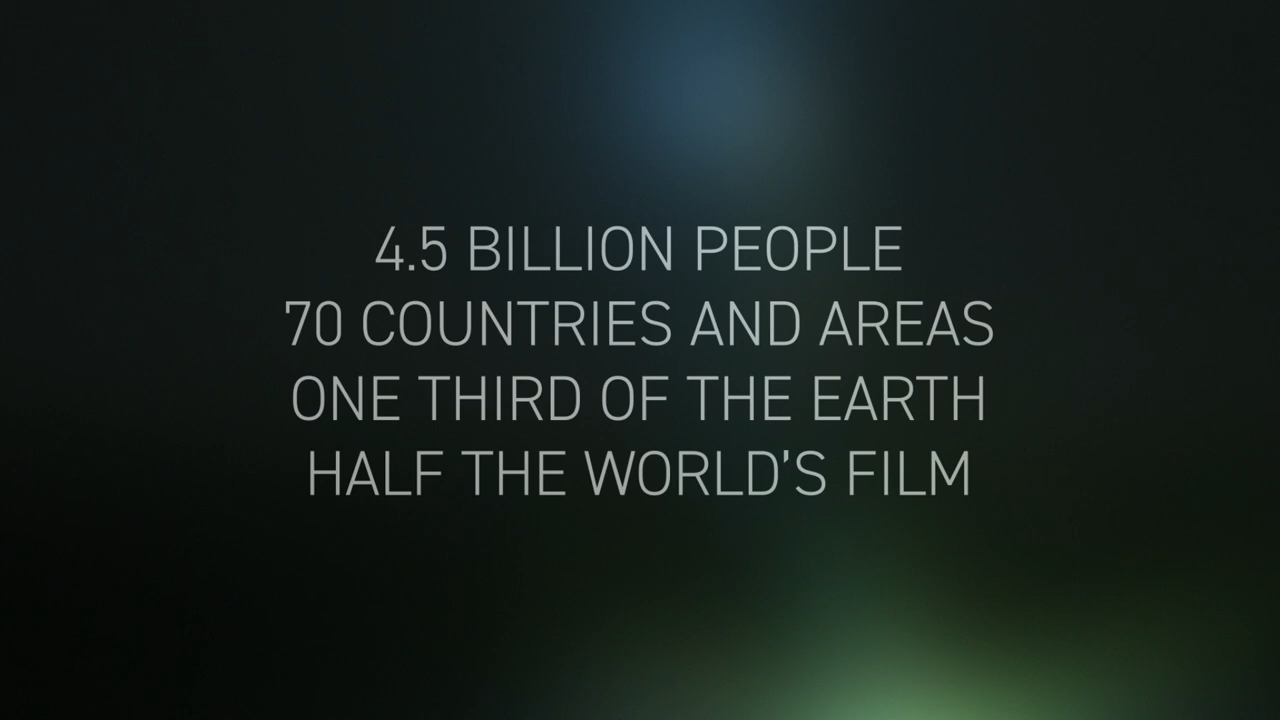 4.5 BILLION PEOPLE
70 COUNTRIES AND AREAS
ONE THIRD OF THE EARTH
HALF THE WORLD'S FILM